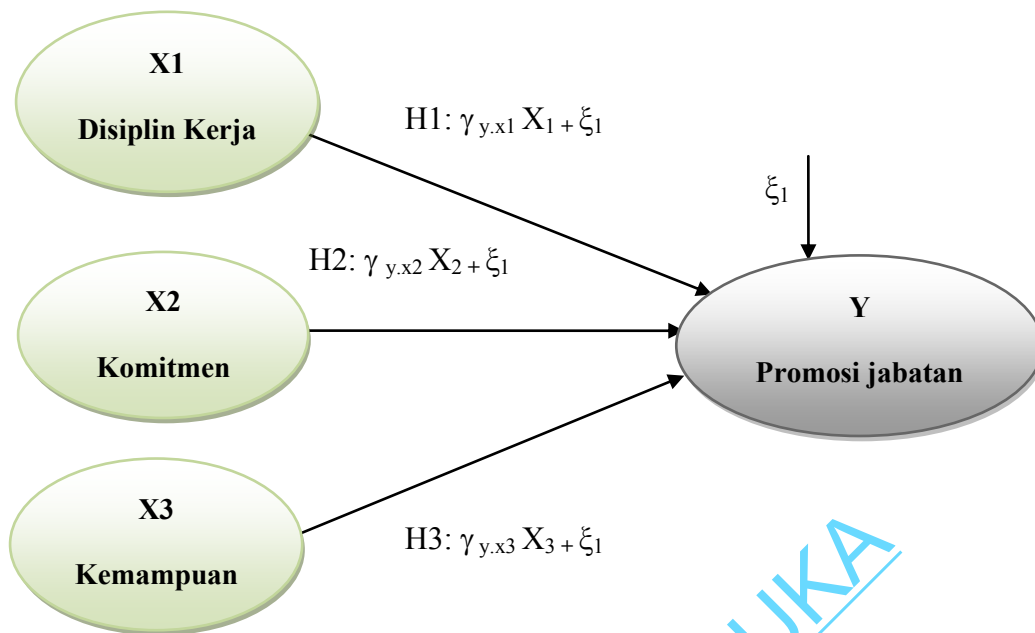 X1
Disiplin Kerja
H1: γ y.x1 X1 + ξ1
ξ1
H2: γ y.x2 X2 + ξ1
X2
Komitmen
Y
Promosi jabatan
X3
Kemampuan
H3: γ y.x3 X3 + ξ1
UKA